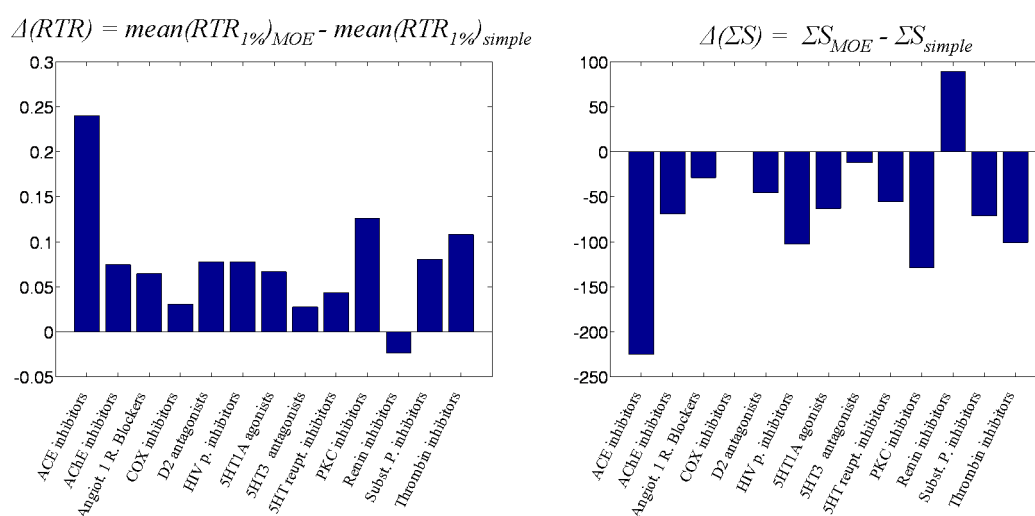 Δ(RTR) = mean(RTR1%)MOE - mean(RTR1%)simple
0.3
0.25
0.2
0.15
0.1
0.05
0
-0.05
ACE inhibitors
AChE inhibitors
Angiot. 1 R. Blockers
COX inhibitors
D2 antagonists
HIV p. inhibitors
5HT1A agonists
5HT3 antagonists
5HT reupt. inhibitors
PKC inhibitors
Renin inhibitors
Subst. P. inhibitors
Thrombin inhibitors
Δ(ΣS) = ΣSMOE - ΣSsimple
100
50
0
-50
-100
-150
-200
-250
ACE inhibitors
AChE inhibitors
Angiot. 1 R. Blockers
COX inhibitors
D2 antagonists
HIV p. inhibitors
5HT1A agonists
5HT3 antagonists
5HT reupt. inhibitors
PKC inhibitors
Renin inhibitors
Subst. P. inhibitors
Thrombin inhibitors